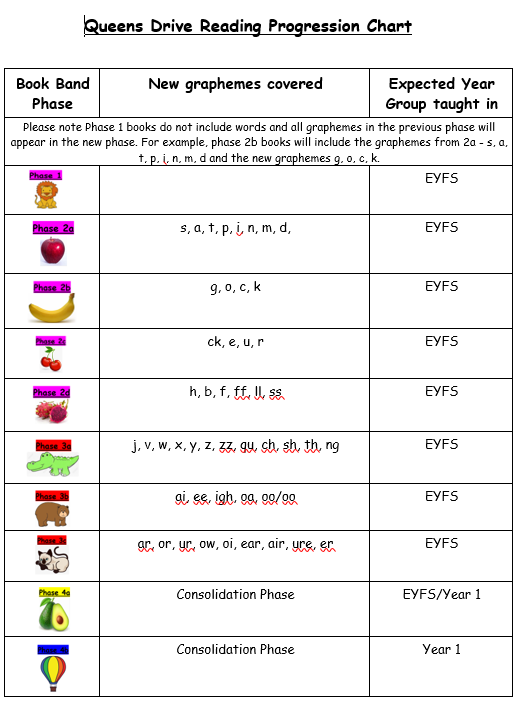 Queens Drive Reading Progression Chart
Book Band Phase
New graphemes covered
Expected Year Group taught in
Please note Phase 1 books do not include words and all graphemes in the previous phase will
appear in the new phase. For example, phase 2b books will include the graphemes from 2a - s, a,
t, p, i, n, m, d and the new graphemes g, o, c, k.
Phase 1
EYFS
Phase 2a
s, a, t, p, i, n, m, d,
EYFS
Phase 2b
g, o, c, k
EYFS
Phase 2c
ck, e, u, r
EYFS
Phase 2d
h, b, f, ff, ll, ss
EYFS
Phase 3a
j, v, w, x, y, z, zz, qu, ch, sh, th, ng
EYFS
Phase 3b
ai, ee, igh, oa, oo/oo
EYFS
Phase 3c
ar, or, ur, ow, oi, ear, air, ure, er
EYFS
Phase 4a
Consolidation Phase
EYFS/Year 1
Phase 4b
Consolidation Phase
Year 1